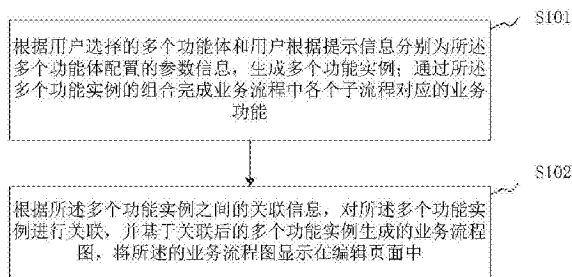 S101
根据用户选择的多个功能体和用户根据提示信息分别为所述
多个功能体配置的参数信息，生成多个功能实例；通过所述
多个功能实例的组合完成业务流程中各个子流程对应的业务
功能
S102
根据所述多个功能实例之间的关联信息，对所述多个功能实
例进行关联，并基于关联后的多个功能实例生成的业务流程
图，将所述的业务流程图显示在编辑页面中